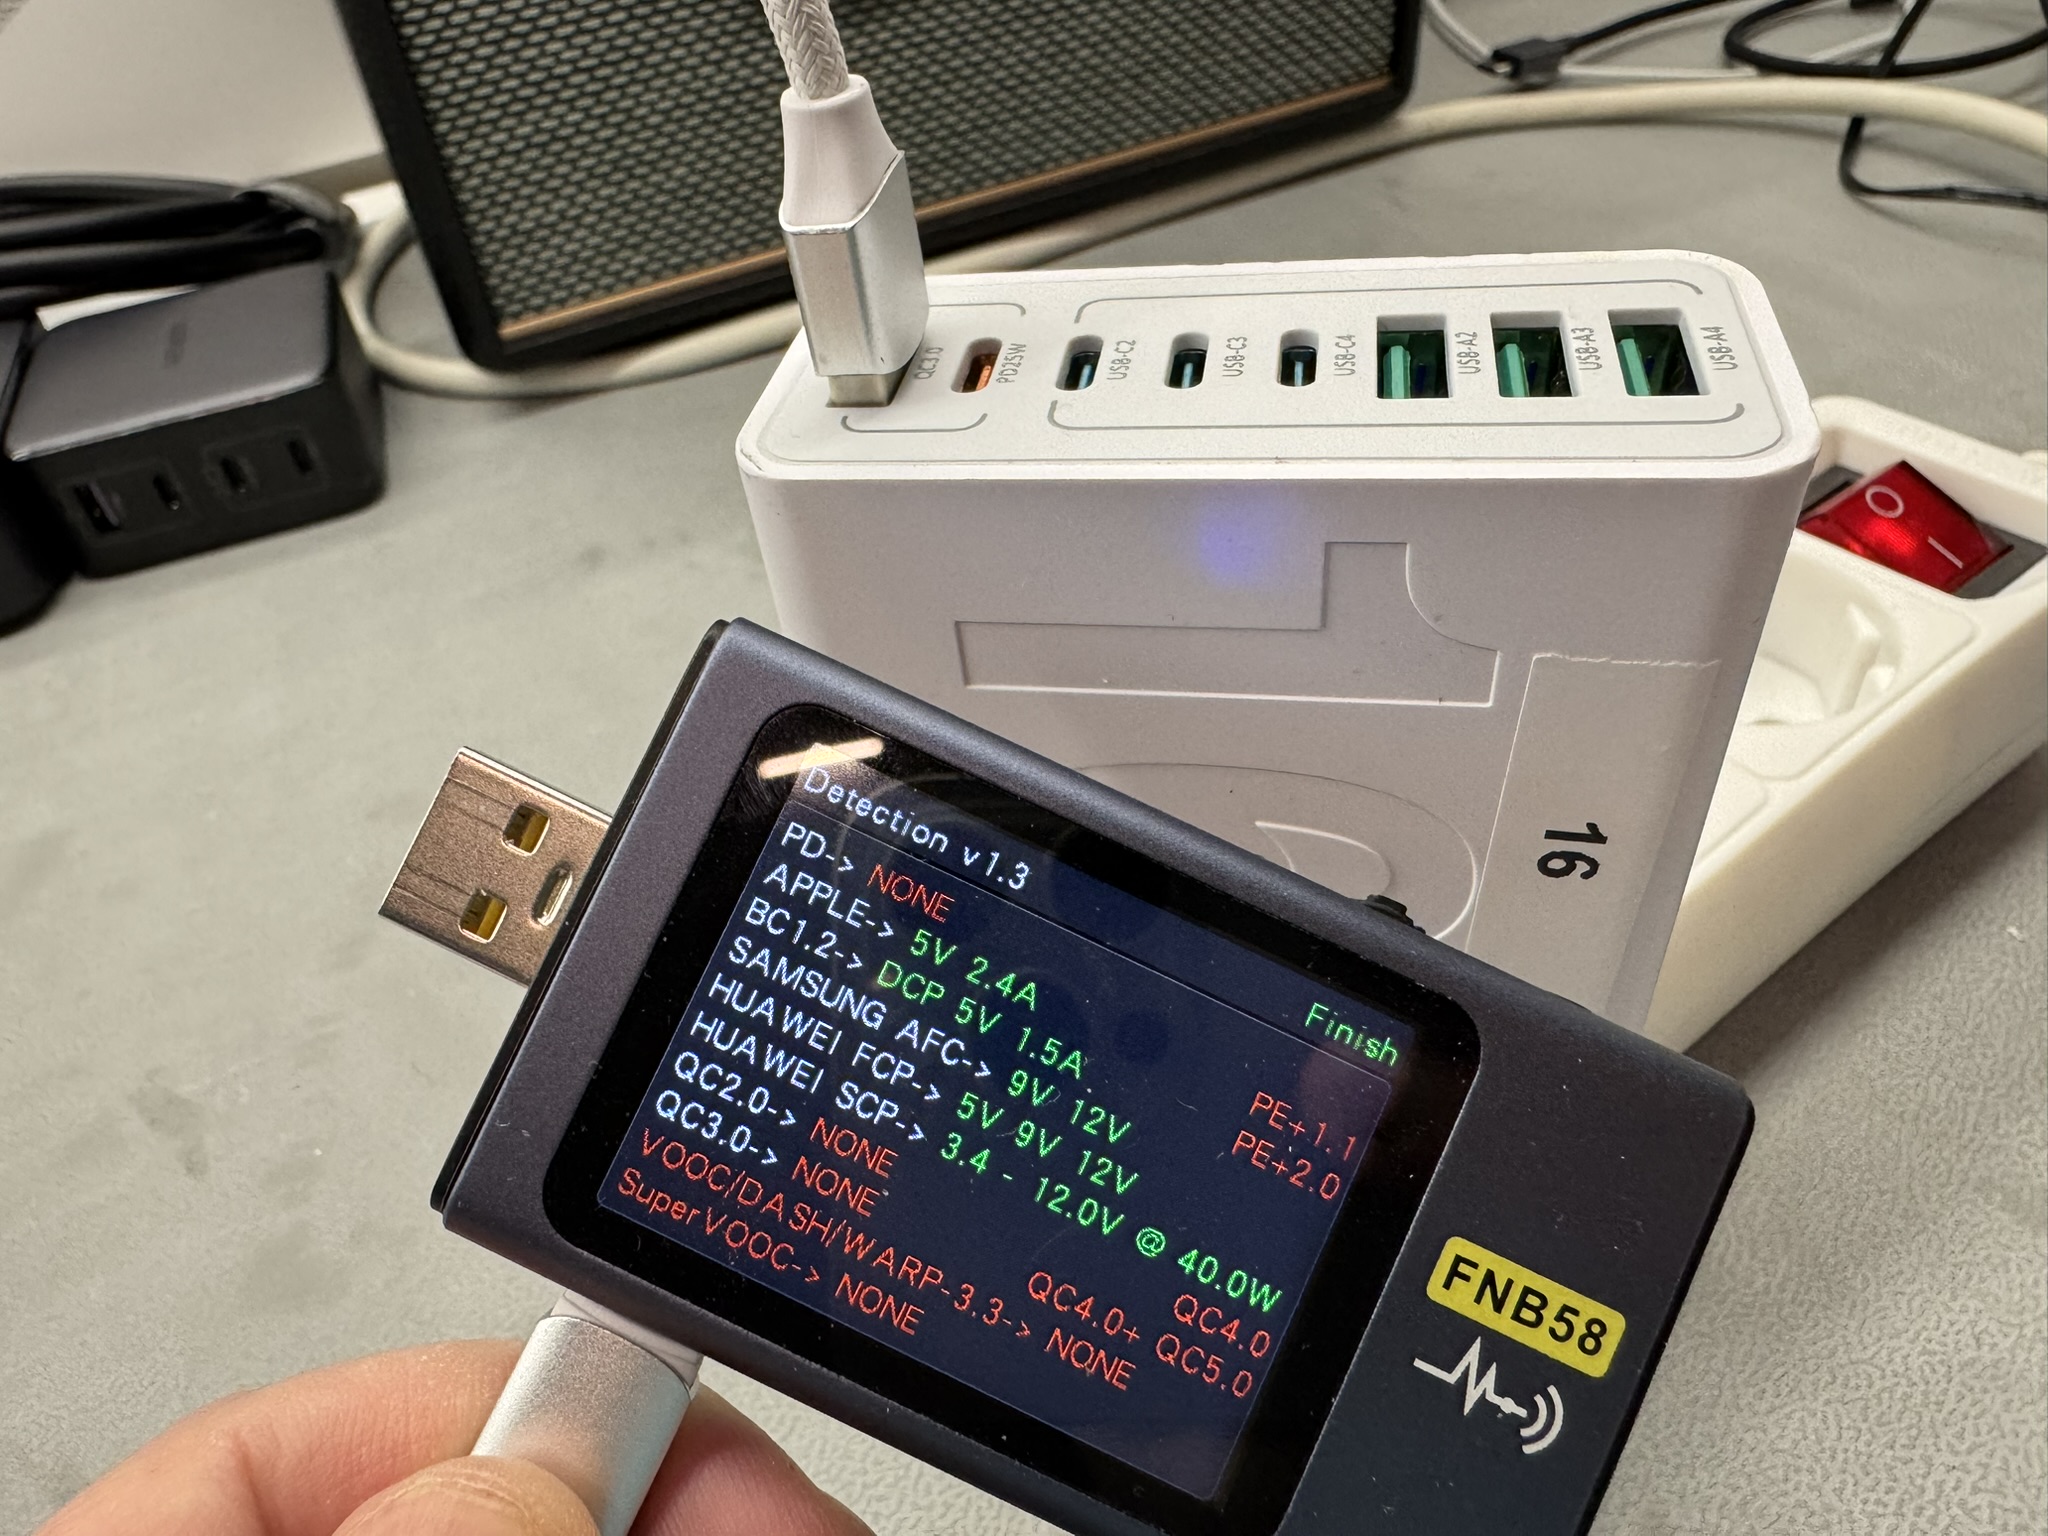 QC3.0
PD25W
USB-C2
USB-C3
USB-C4
USB-A2
USB-A3
USB-A4
O
I
16
Detection v1.3
Finish
PD-> NONE
PE+1.1
APPLE-> 5V 2.4A
PE+2.0
BC1.2-> DCP 5V 1.5A
SAMSUNG AFC-> 9V 12V
HUAWEI FCP-> 5V 9V 12V
HUAWEI SCP-> 3.4 - 12.0V @ 40.0W
QC2.0-> NONE
QC4.0
QC3.0-> NONE
QC4.0+ QC5.0
VOOC/DASH/WARP-3.3-> NONE
SuperVOOC-> NONE
FNB58